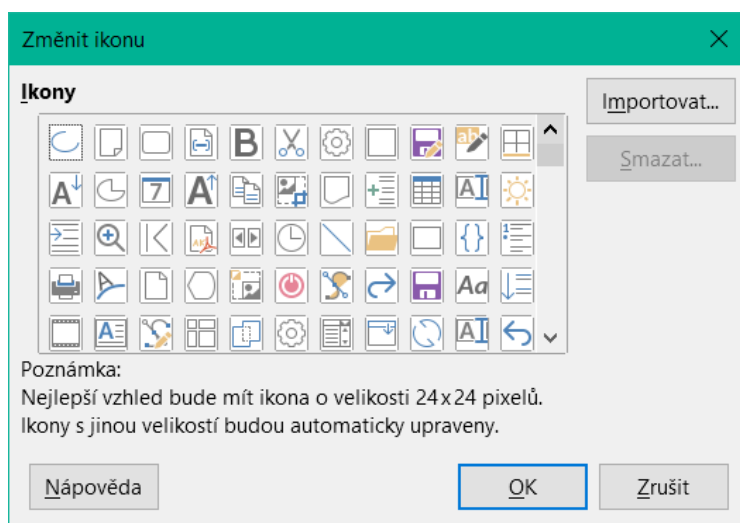 Změnit ikonu
Ikony
Importovat...
Smazat...
Poznámka:
Nejlepší vzhled bude mít ikona o velikosti 24x24 pixelů.
Ikony s jinou velikostí budou automaticky upraveny.
Nápověda
OK
Zrušit